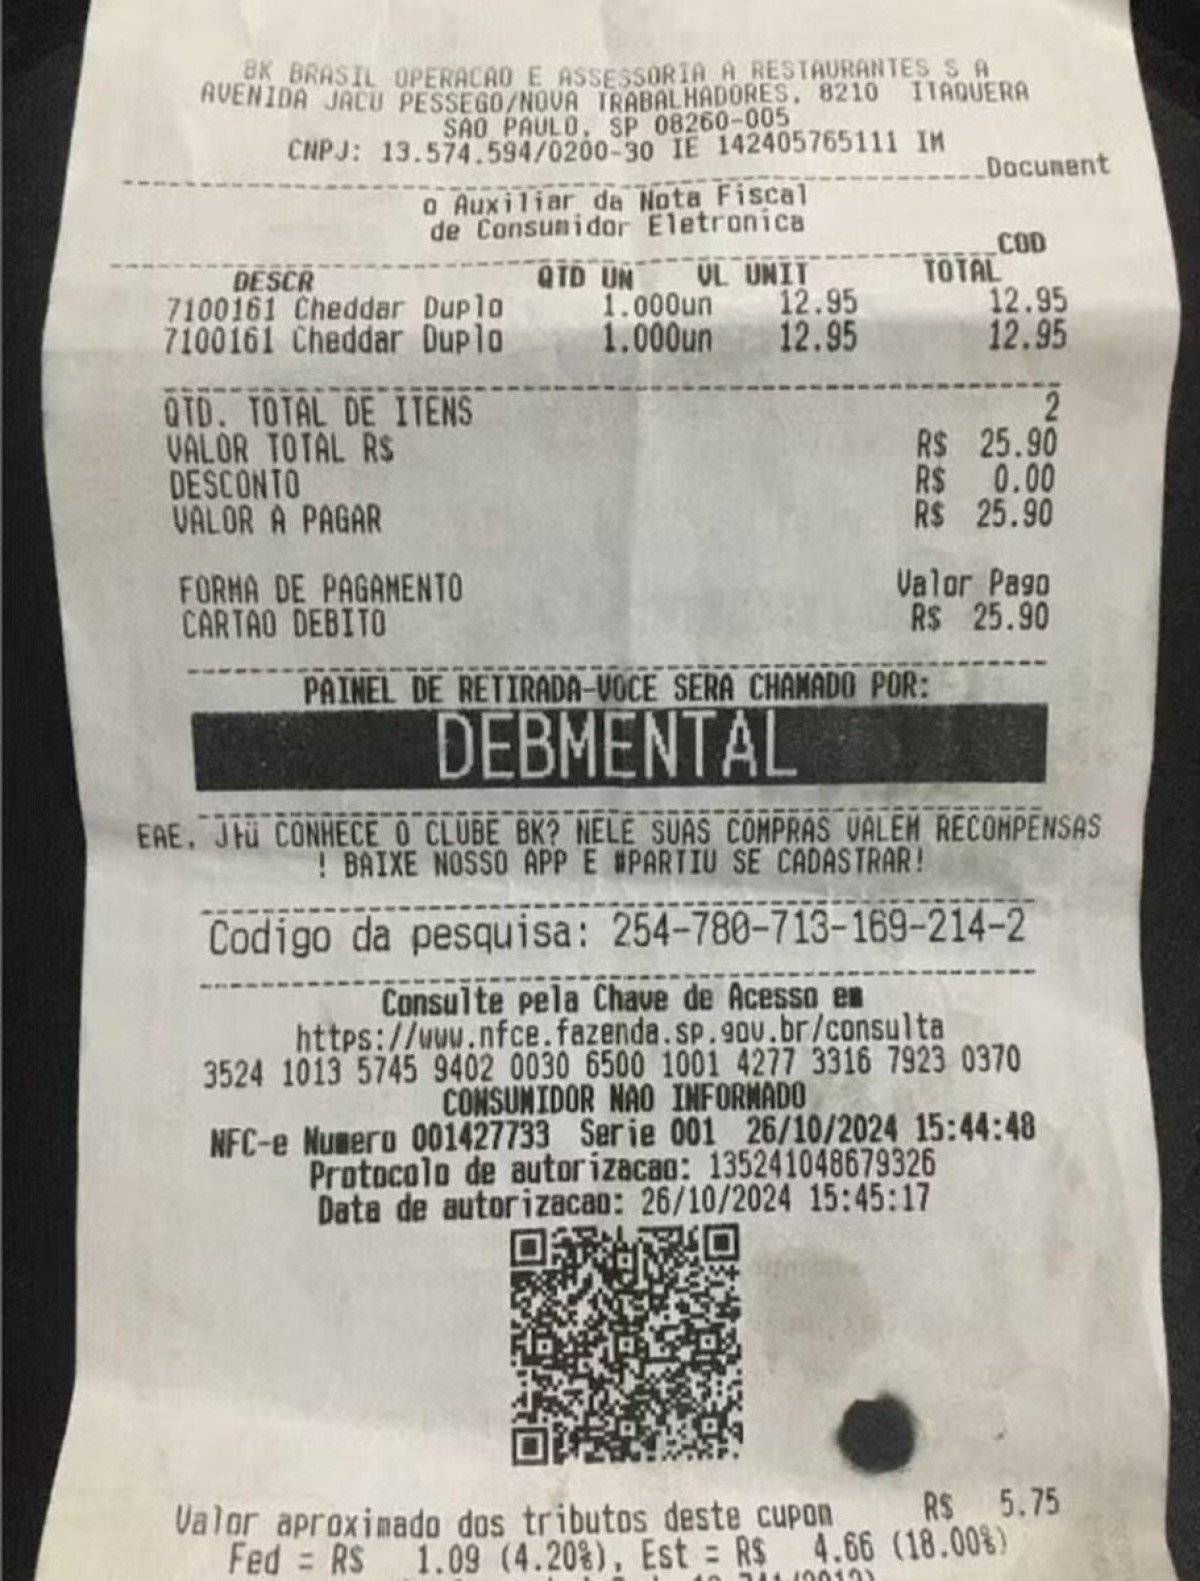 BK BRASIL OPERACAO E ASSESSORIA A RESTAURANTES S A
AVENIDA JACU PESSEGO/NOVA TRABALHADORES, 8210 ITAQUERA
SAO PAULO, SP 08260-005
CNPJ: 13.574.594/0200-30 IE 142405765111 IM
Document
o Auxiliar da Nota Fiscal
de Consumidor Eletronica
COD
DESCR QTD UN VL UNIT TOTAL
7100161 Cheddar Duplo 1.000un 12.95 12.95
7100161 Cheddar Duplo 1.000un 12.95 12.95
QTD. TOTAL DE ITENS 2
VALOR TOTAL R$ R$ 25.90
DESCONTO R$ 0.00
VALOR A PAGAR R$ 25.90
FORMA DE PAGAMENTO Valor Pago
CARTAO DEBITO R$ 25.90
PAINEL DE RETIRADA-VOCE SERA CHAMADO POR:
DEBMENTAL
EAE, J├ü CONHECE O CLUBE BK? NELE SUAS COMPRAS VALEM RECOMPENSAS
! BAIXE NOSSO APP E #PARTIU SE CADASTRAR!
Codigo da pesquisa: 254-780-713-169-214-2
Consulte pela Chave de Acesso em
https://www.nfce.fazenda.sp.gov.br/consulta
3524 1013 5745 9402 0030 6500 1001 4277 3316 7923 0370
CONSUMIDOR NAO INFORMADO
NFC-e Numero 001427733 Serie 001 26/10/2024 15:44:48
Protocolo de autorizacao: 135241048679326
Data de autorizacao: 26/10/2024 15:45:17
Valor aproximado dos tributos deste cupom R$ 5.75
Fed = R$ 1.09 (4.20%), Est = R$ 4.66 (18.00%)